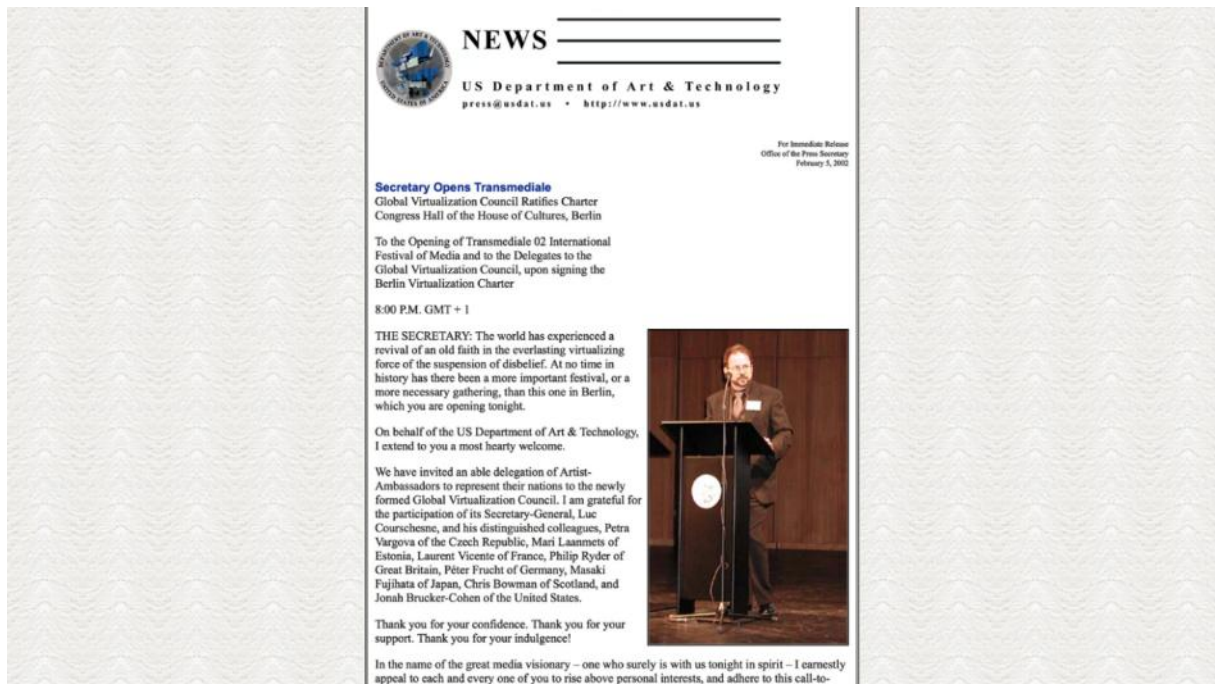 DEPARTMENT OF ART & TECHNOLOGY
UNITED STATES OF AMERICA
NEWS
US Department of Art & Technology
press@usdat.us • http://www.usdat.us
For Immediate Release
Office of the Press Secretary
February 5, 2002
Secretary Opens Transmediale
Global Virtualization Council Ratifies Charter
Congress Hall of the House of Cultures, Berlin
To the Opening of Transmediale 02 International
Festival of Media and to the Delegates to the
Global Virtualization Council, upon signing the
Berlin Virtualization Charter
8:00 P.M. GMT + 1
THE SECRETARY: The world has experienced a
revival of an old faith in the everlasting virtualizing
force of the suspension of disbelief. At no time in
history has there been a more important festival, or a
more necessary gathering, than this one in Berlin,
which you are opening tonight.
On behalf of the US Department of Art & Technology,
I extend to you a most hearty welcome.
We have invited an able delegation of Artist-
Ambassadors to represent their nations to the newly
formed Global Virtualization Council. I am grateful for
the participation of its Secretary-General, Luc
Courschesne, and his distinguished colleagues, Petra
Vargova of the Czech Republic, Mari Laanmets of
Estonia, Laurent Vicente of France, Philip Ryder of
Great Britain, Péter Frucht of Germany, Masaki
Fujihata of Japan, Chris Bowman of Scotland, and
Jonah Brucker-Cohen of the United States.
Thank you for your confidence. Thank you for your
support. Thank you for your indulgence!
In the name of the great media visionary – one who surely is with us tonight in spirit – I earnestly
appeal to each and every one of you to rise above personal interests, and adhere to this call-to-